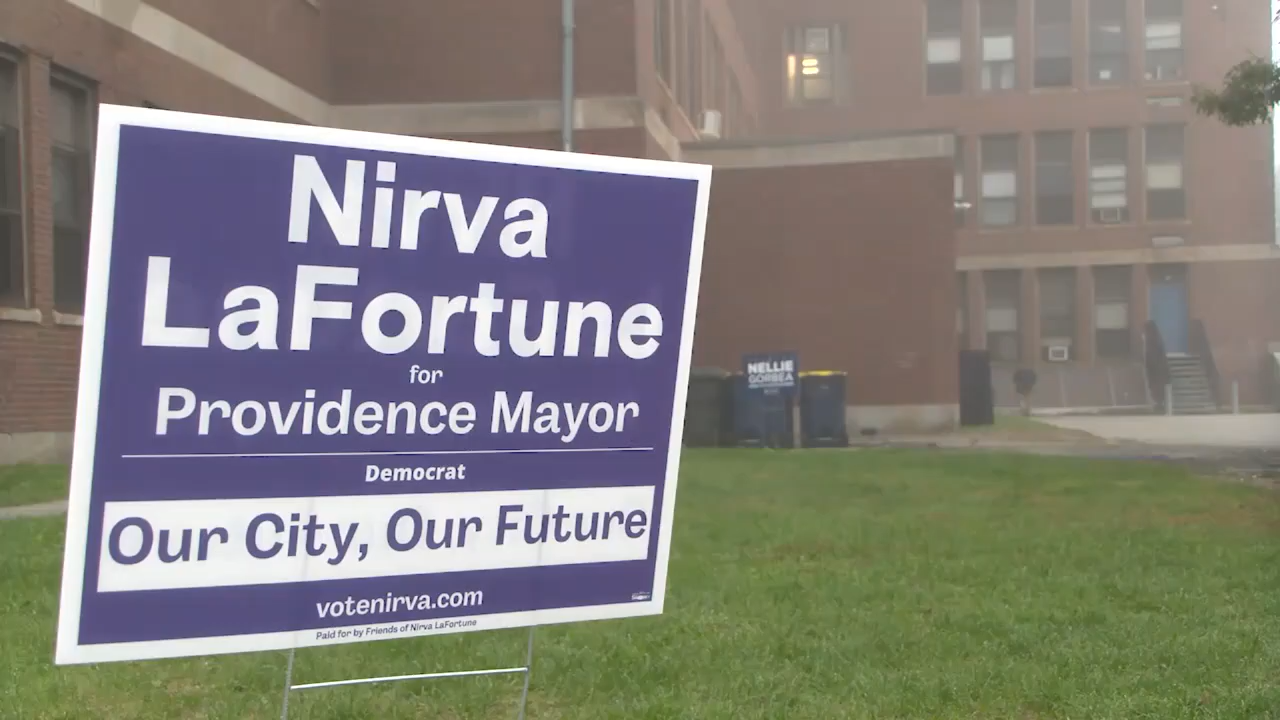 Nirva
LaFortune
for
Providence Mayor
Democrat
Our City, Our Future
votenirva.com
Paid for by Friends of Nirva LaFortune
NELLIE
GORBEA